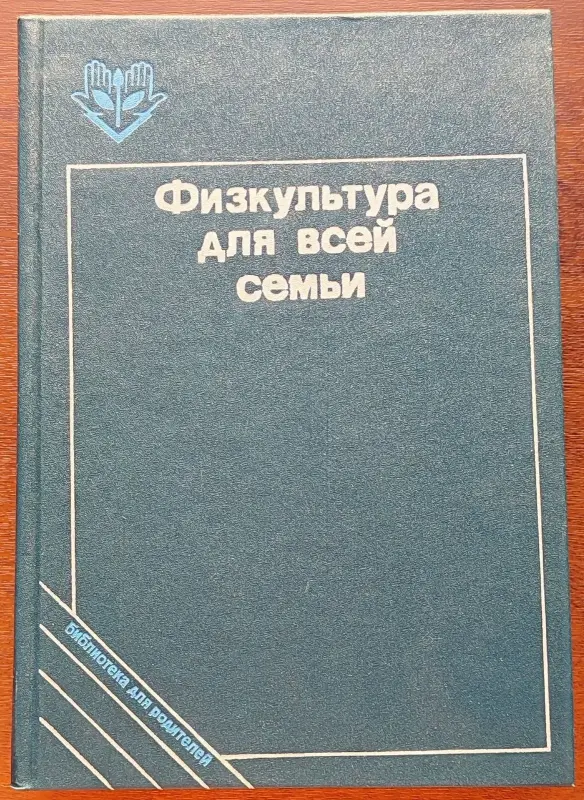 Физкультура
для всей
семьи
библиотека для родителей